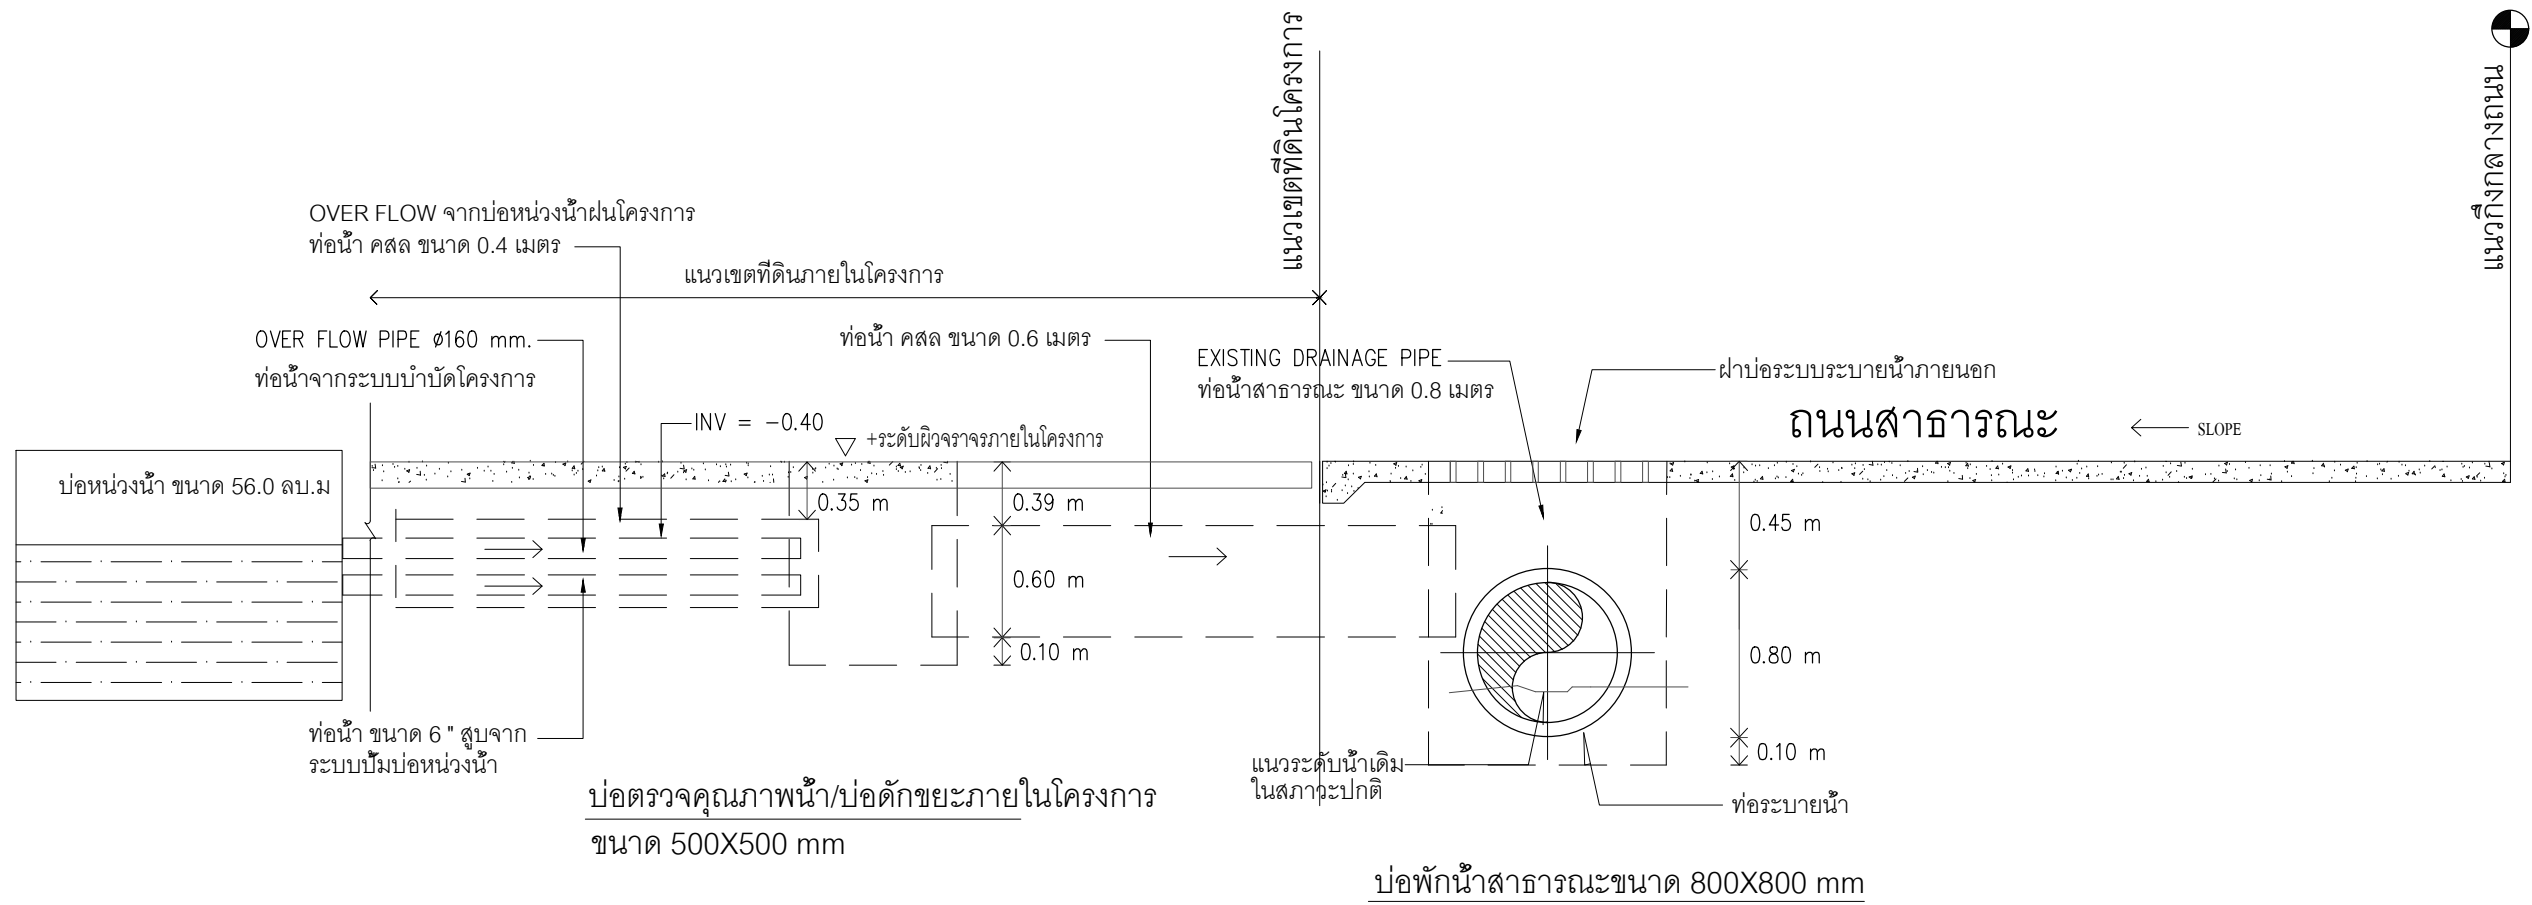 แนวเขตที่ดินโครงการ
แนวกึ่งกลางถนน
OVER FLOW จากบ่อหน่วงน้ำฝนโครงการ
ท่อน้ำ คสล ขนาด 0.4 เมตร
แนวเขตที่ดินภายในโครงการ
OVER FLOW PIPE Ø160 mm.
ท่อน้ำจากระบบบำบัดโครงการ
ท่อน้ำ คสล ขนาด 0.6 เมตร
EXISTING DRAINAGE PIPE
ท่อน้ำสาธารณะ ขนาด 0.8 เมตร
ฝาบ่อระบบระบายน้ำภายนอก
INV = -0.40
+ระดับผิวจราจรภายในโครงการ
ถนนสาธารณะ
SLOPE
บ่อหน่วงน้ำ ขนาด 56.0 ลบ.ม
0.35 m
0.39 m
0.45 m
0.60 m
0.10 m
0.80 m
0.10 m
ท่อน้ำ ขนาด 6 " สูบจาก
ระบบปั๊มบ่อหน่วงน้ำ
แนวระดับน้ำเดิม
ในสภาวะปกติ
ท่อระบายน้ำ
บ่อตรวจคุณภาพน้ำ/บ่อดักขยะภายในโครงการ
ขนาด 500X500 mm
บ่อพักน้ำสาธารณะขนาด 800X800 mm